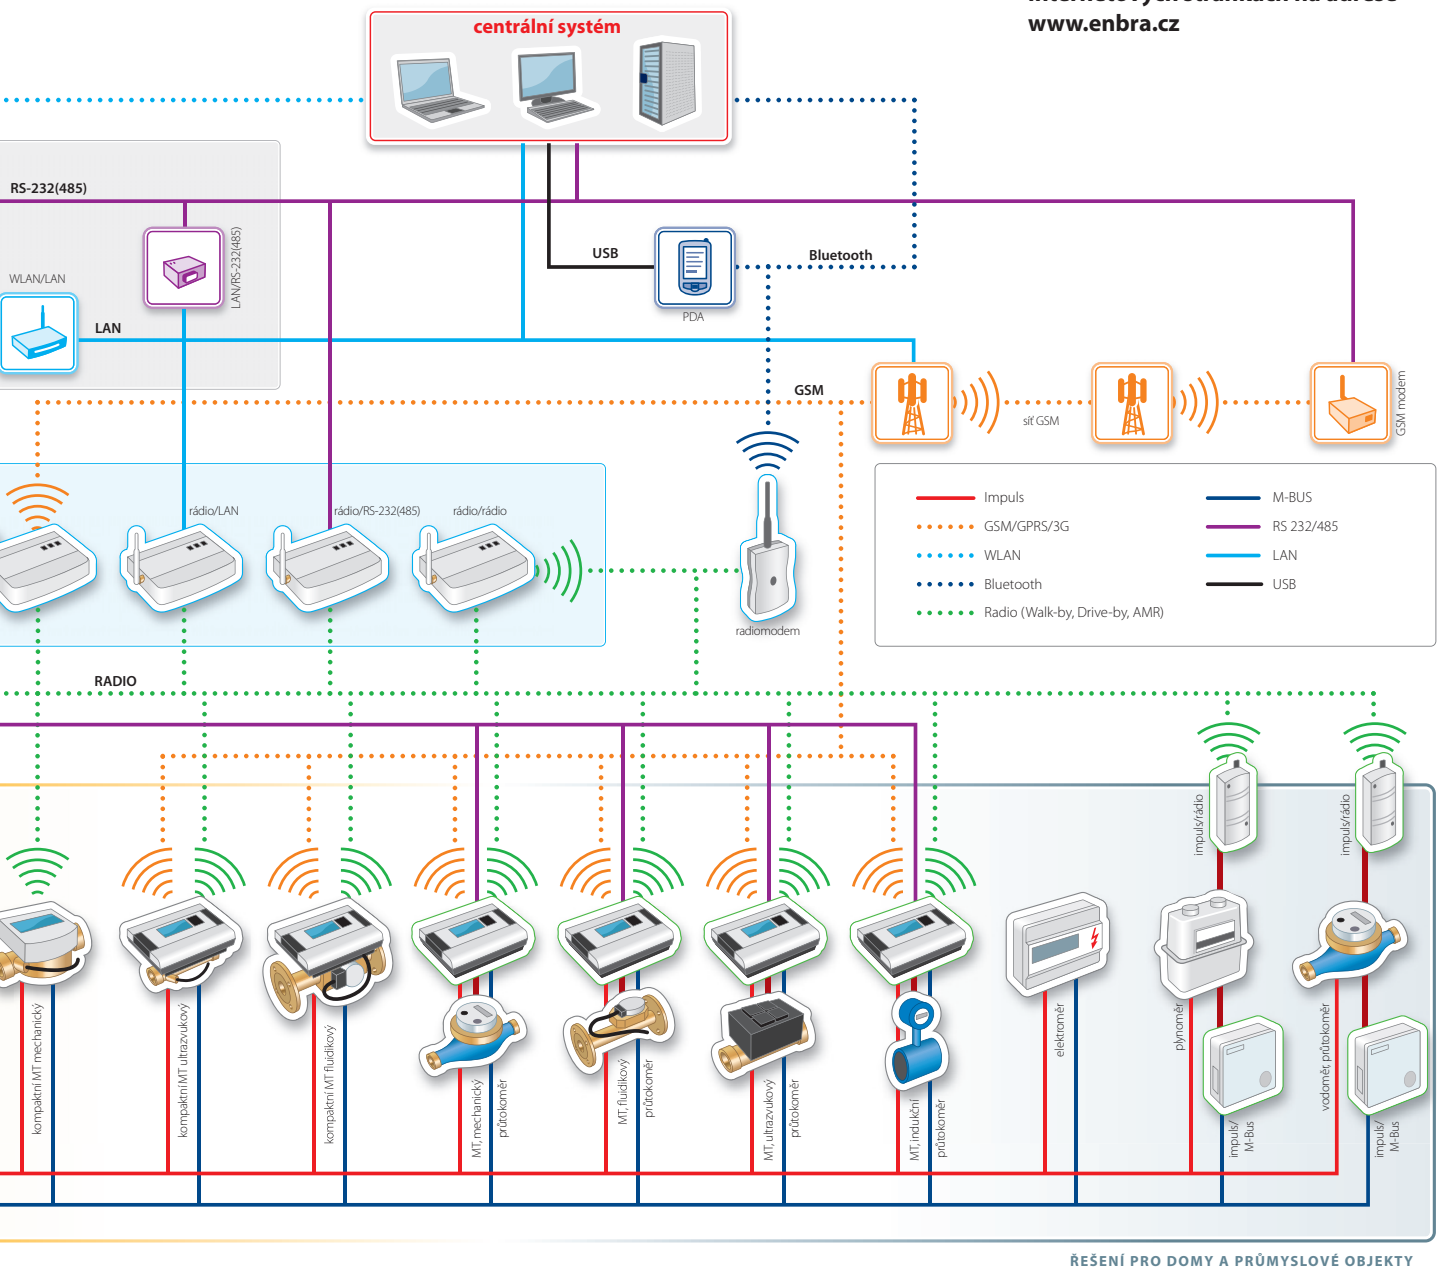 www.enbra.cz
centrální systém
RS-232(485)
LAN/RS-232(485)
WLAN/LAN
USB
Bluetooth
PDA
LAN
GSM
síť GSM
GSM modem
rádio/LAN
rádio/RS-232(485)
rádio/rádio
radiomodem
Impuls
GSM/GPRS/3G
WLAN
Bluetooth
Radio (Walk-by, Drive-by, AMR)
M-BUS
RS 232/485
LAN
USB
RADIO
impuls/rádio
impuls/rádio
kompaktní MT mechanický
kompaktní MT ultrazvukový
kompaktní MT fluidikový
MT, mechanický
průtokoměr
MT, fluidikový
průtokoměr
MT, ultrazvukový
průtokoměr
MT, indukční
průtokoměr
elektroměr
plynoměr
impuls/
M-Bus
vodoměr, průtokoměr
impuls/
M-Bus
ŘEŠENÍ PRO DOMY A PRŮMYSLOVÉ OBJEKTY